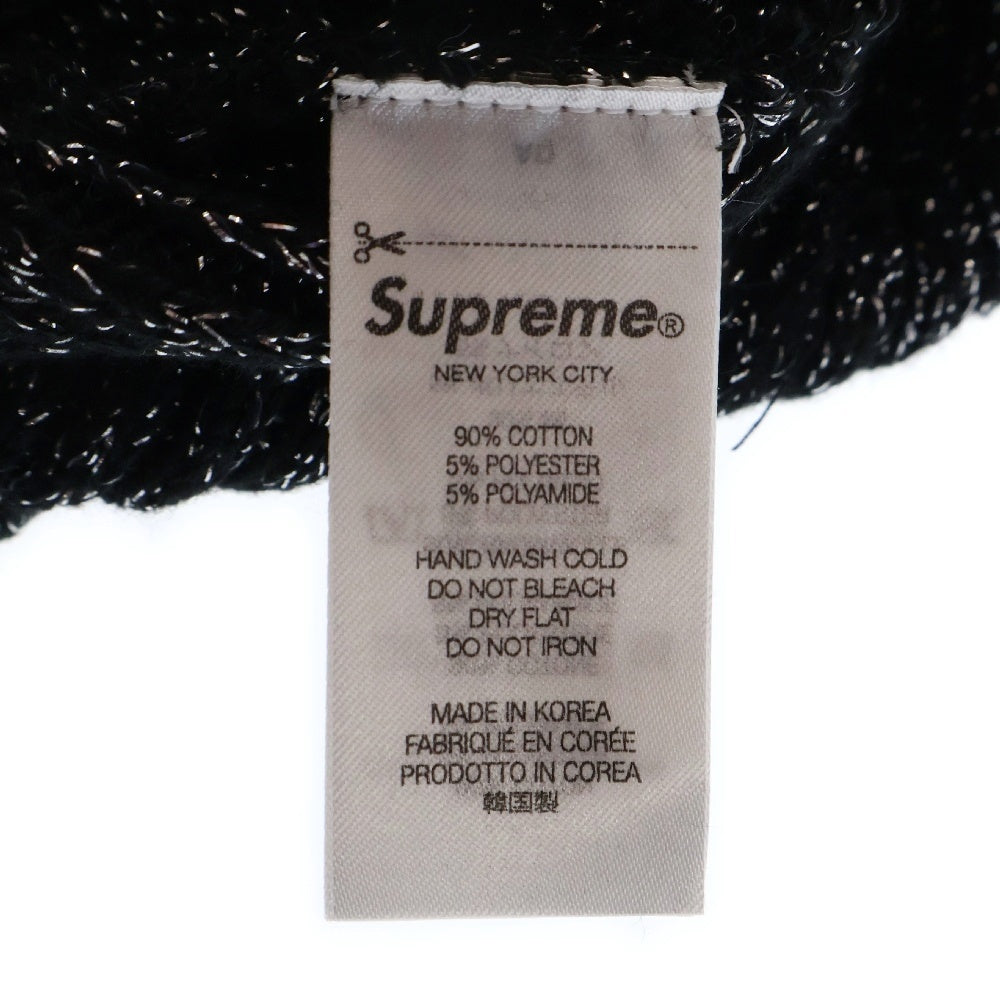 Supreme®
NEW YORK CITY
90% COTTON
5% POLYESTER
5% POLYAMIDE
HAND WASH COLD
DO NOT BLEACH
DRY FLAT
DO NOT IRON
MADE IN KOREA
FABRIQUÉ EN CORÉE
PRODOTTO IN COREA
韓国製